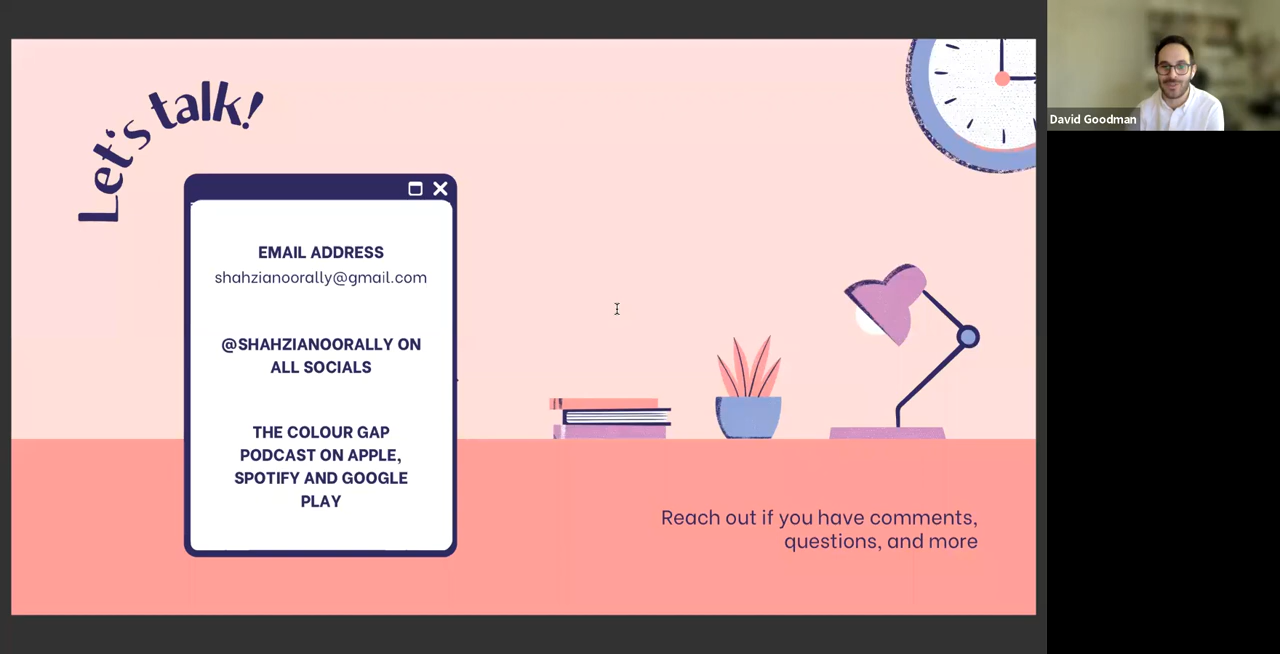 Let's talk!
EMAIL ADDRESS
shahzianoorally@gmail.com
@SHAHZIANOORALLY ON
ALL SOCIALS
THE COLOUR GAP
PODCAST ON APPLE,
SPOTIFY AND GOOGLE
PLAY
Reach out if you have comments,
questions, and more
David Goodman